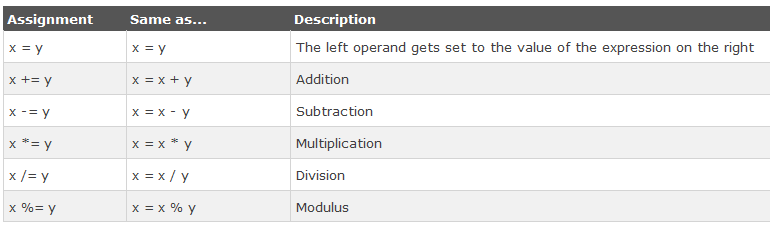 Assignment Same as... Description
x = y x = y The left operand gets set to the value of the expression on the right
x += y x = x + y Addition
x -= y x = x - y Subtraction
x *= y x = x * y Multiplication
x /= y x = x / y Division
x %= y x = x % y Modulus